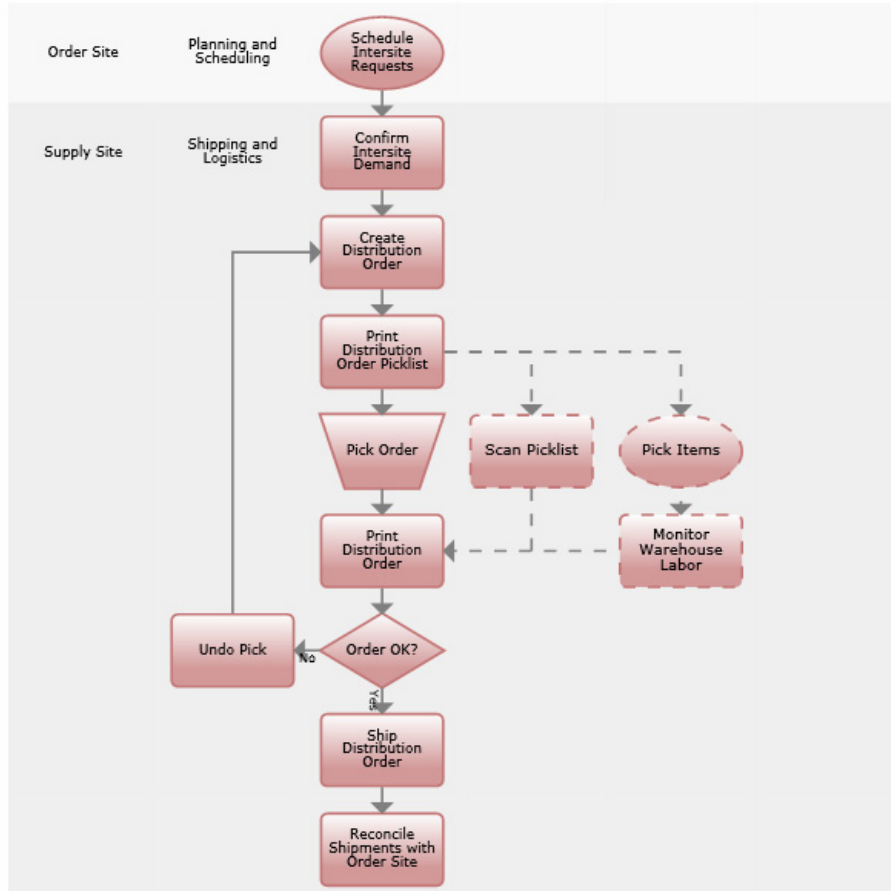 Order Site
Planning and
Scheduling
Schedule
Intersite
Requests
Supply Site
Shipping and
Logistics
Confirm
Intersite
Demand
Create
Distribution
Order
Print
Distribution
Order Picklist
Pick Order
Scan Picklist
Pick Items
Print
Distribution
Order
Monitor
Warehouse
Labor
Undo Pick
No
Order OK?
Yes
Ship
Distribution
Order
Reconcile
Shipments with
Order Site